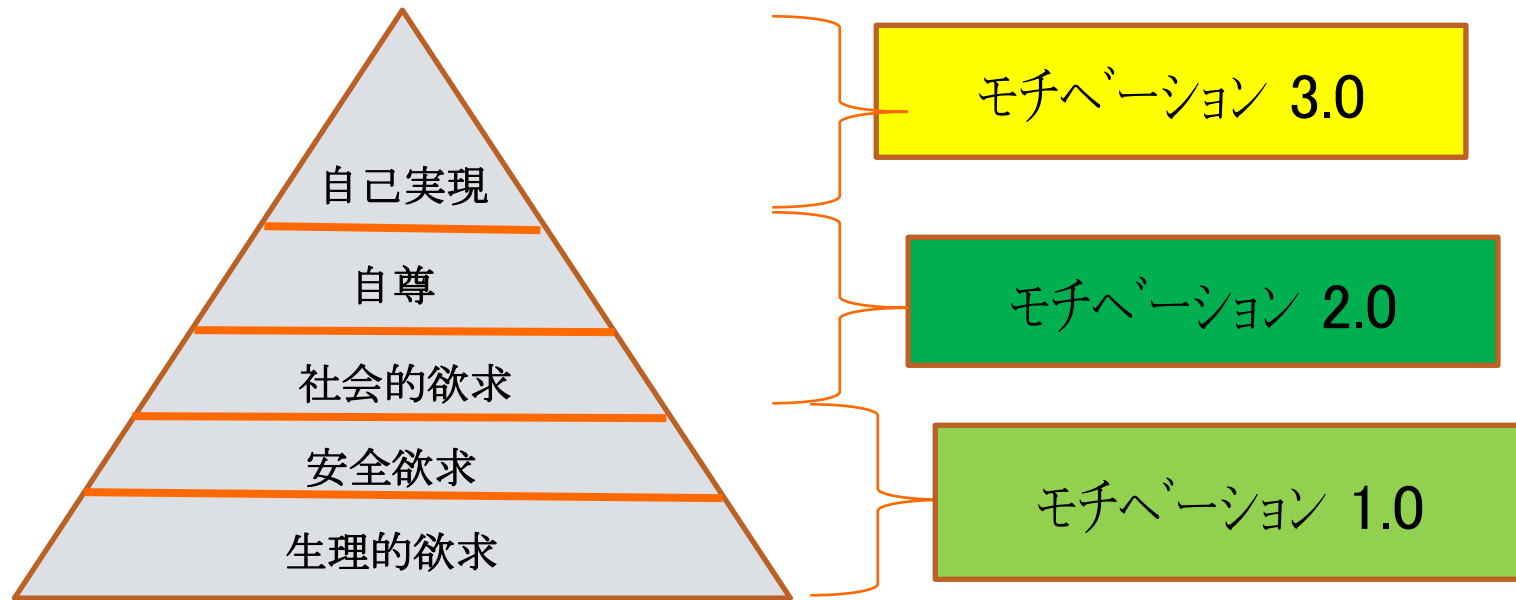 自己実現
自尊
社会的欲求
安全欲求
生理的欲求
モチベーション 3.0
モチベーション 2.0
モチベーション 1.0